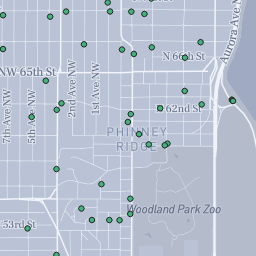 Aurora Ave N
N 66th St
NW 65th St
7th Ave NW
5th Ave NW
2nd Ave NW
1st Ave NW
62nd St
PHINNEY
RIDGE
Woodland Park Zoo
53rd St